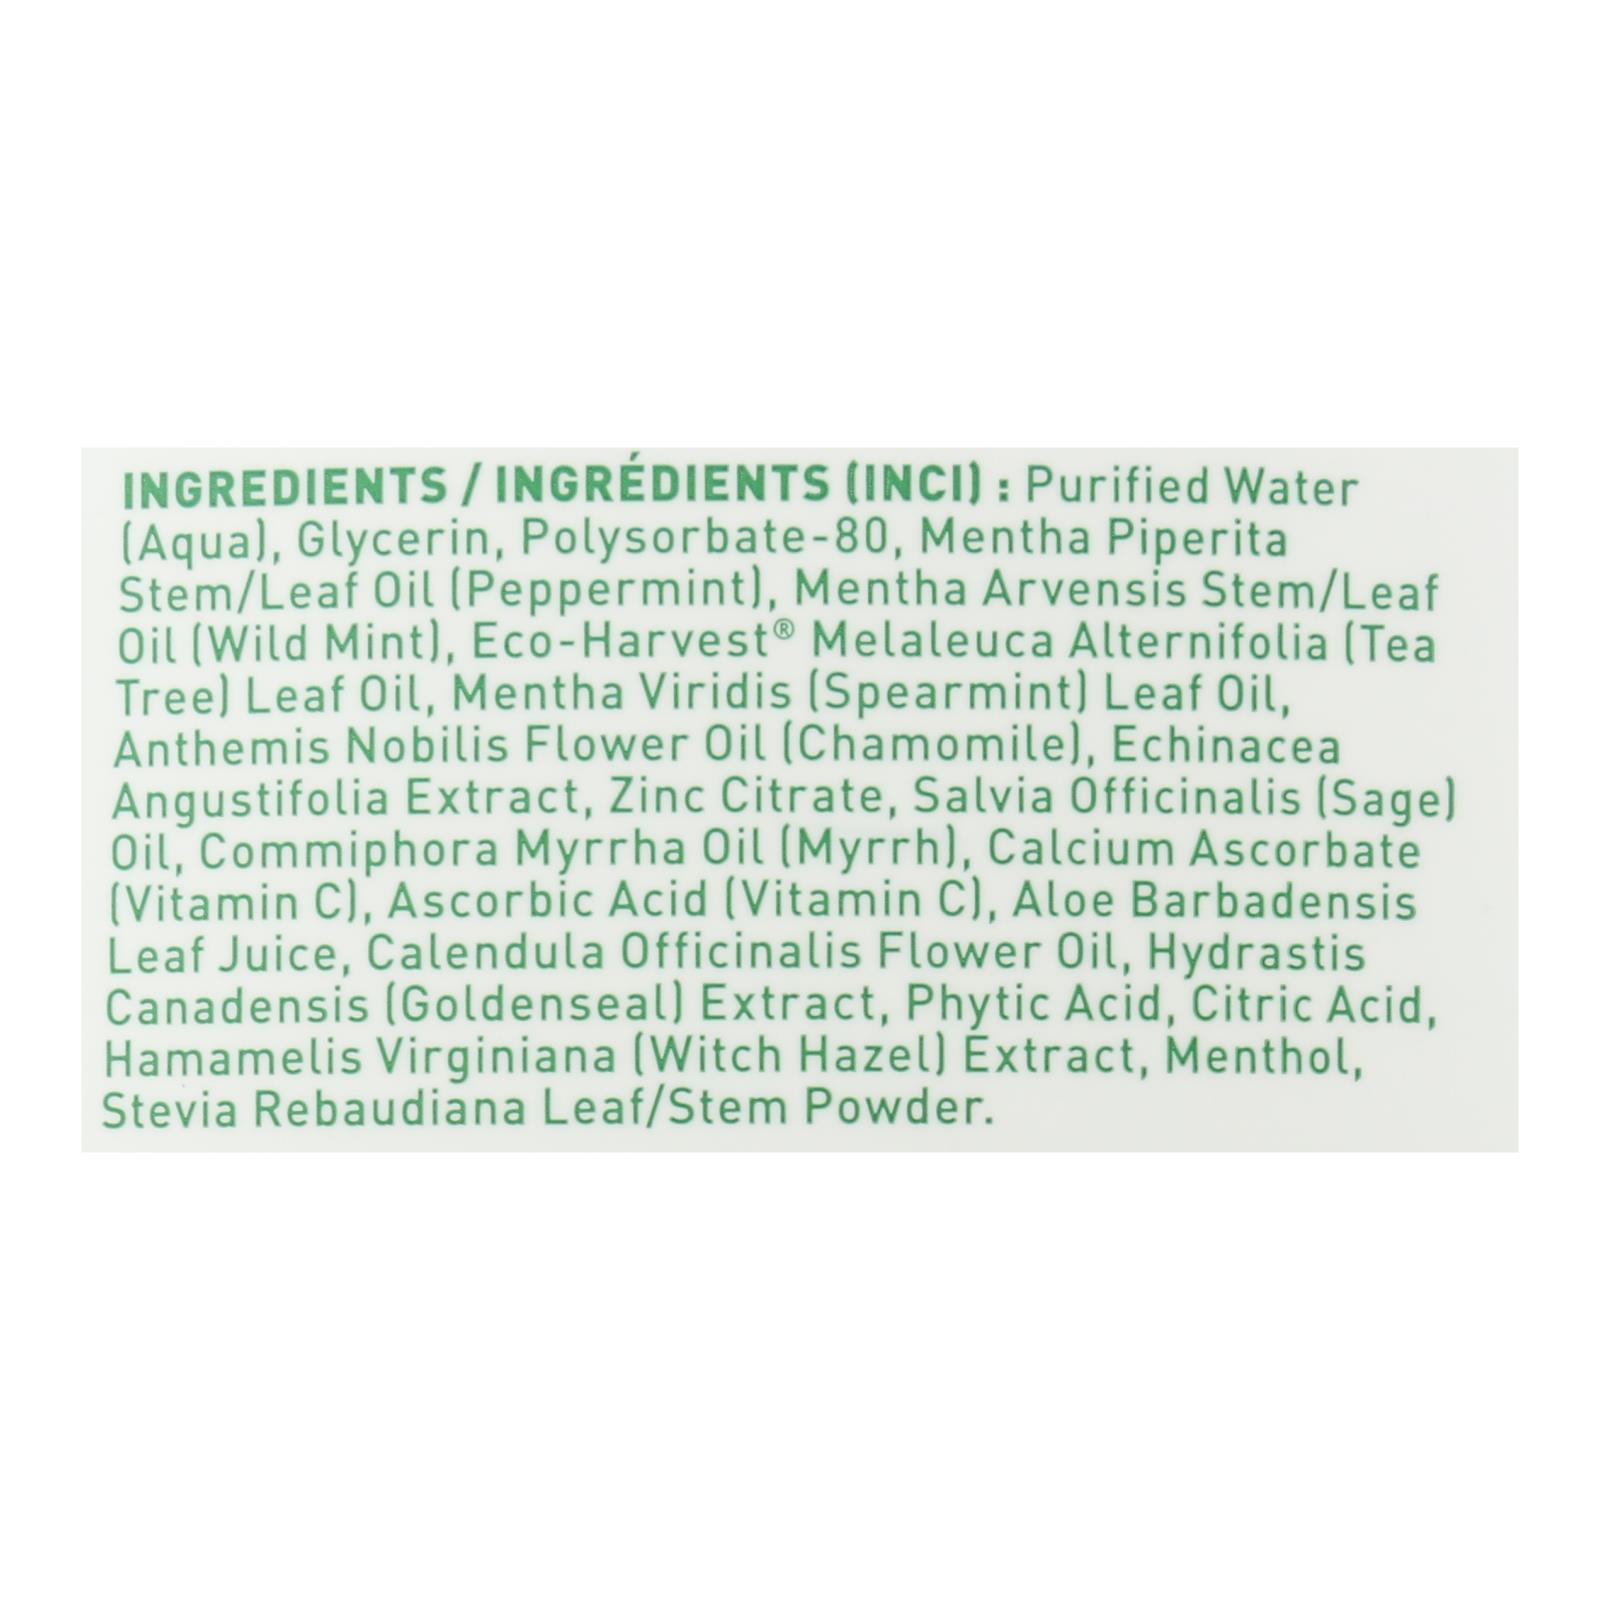 INGREDIENTS / INGRÉDIENTS (INCI) : Purified Water
(Aqua), Glycerin, Polysorbate-80, Mentha Piperita
Stem/Leaf Oil (Peppermint), Mentha Arvensis Stem/Leaf
Oil (Wild Mint), Eco-Harvest® Melaleuca Alternifolia (Tea
Tree) Leaf Oil, Mentha Viridis (Spearmint) Leaf Oil,
Anthemis Nobilis Flower Oil (Chamomile), Echinacea
Angustifolia Extract, Zinc Citrate, Salvia Officinalis (Sage)
Oil, Commiphora Myrrha Oil (Myrrh), Calcium Ascorbate
(Vitamin C), Ascorbic Acid (Vitamin C), Aloe Barbadensis
Leaf Juice, Calendula Officinalis Flower Oil, Hydrastis
Canadensis (Goldenseal) Extract, Phytic Acid, Citric Acid,
Hamamelis Virginiana (Witch Hazel) Extract, Menthol,
Stevia Rebaudiana Leaf/Stem Powder.